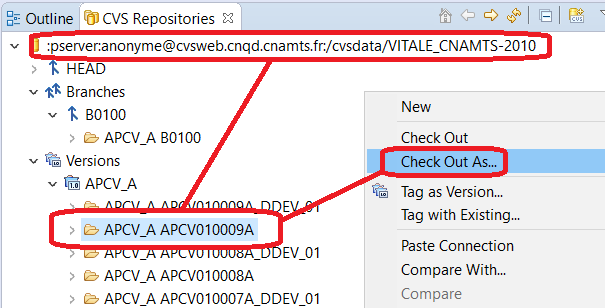 Outline CVS Repositories
:pserver:anonyme@cvsweb.cnqd.cnamts.fr:/cvsdata/VITALE_CNAMTS-2010
HEAD
Branches
B0100
APCV_A B0100
Versions
APCV_A
APCV_A APCV010009A_DDEV_01
APCV_A APCV010009A
APCV_A APCV010008A_DDEV_01
APCV_A APCV010008A
APCV_A APCV010007A_DDEV_01
New
Check Out
Check Out As...
Tag as Version...
Tag with Existing...
Paste Connection
Compare With...
Compare